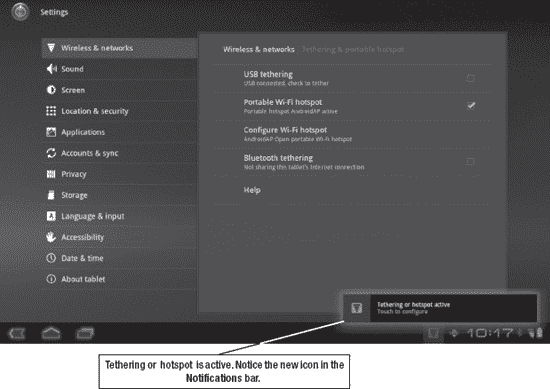 Settings
Wireless & networks
Sound
Screen
Location & security
Applications
Accounts & sync
Privacy
Storage
Language & input
Accessibility
Date & time
About tablet
Wireless & networks Tethering & portable hotspot
USB tethering
USB connected, check to tether
Portable Wi-Fi hotspot
Portable hotspot AndroidAP active
Configure Wi-Fi hotspot
AndroidAP Open portable Wi-Fi hotspot
Bluetooth tethering
Not sharing this tablet's Internet connection
Help
Tethering or hotspot active
Touch to configure
10:17
Tethering or hotspot is active. Notice the new icon in the
Notifications bar.